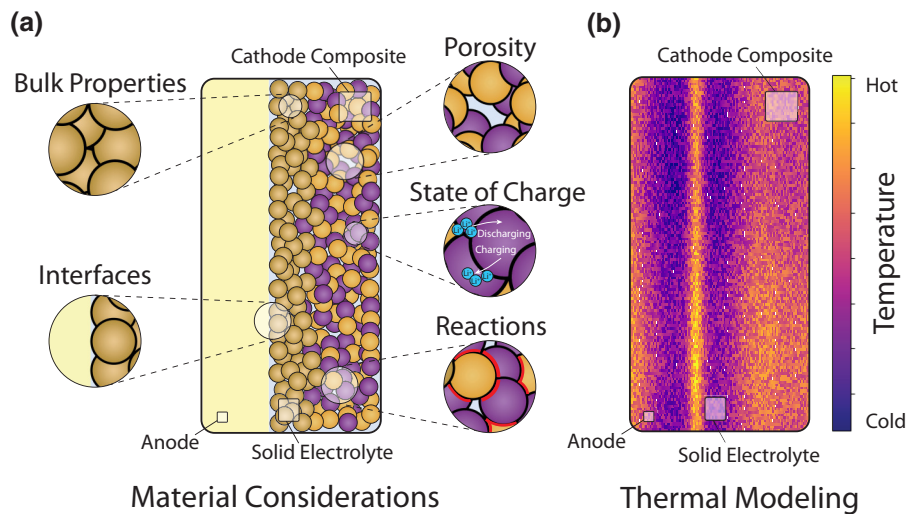 (a)
Bulk Properties
Cathode Composite
Porosity
State of Charge
Discharging
Charging
Interfaces
Reactions
Anode
Solid Electrolyte
Material Considerations
(b)
Cathode Composite
Hot
Temperature
Cold
Anode
Solid Electrolyte
Thermal Modeling